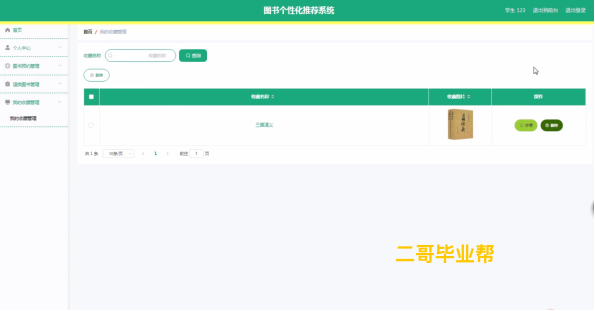 图书个性化推荐系统
学生 123 退出到前台 退出登录
首页
个人中心
图书预约管理
退换图书管理
我的收藏管理
我的收藏管理
首页 / 我的收藏管理
收藏名称 收藏名称 查询
删除
收藏名称 收藏图片 操作
三国演义
详情 删除
共 1 条 10条/页 1 前往 1 页
二哥毕业帮